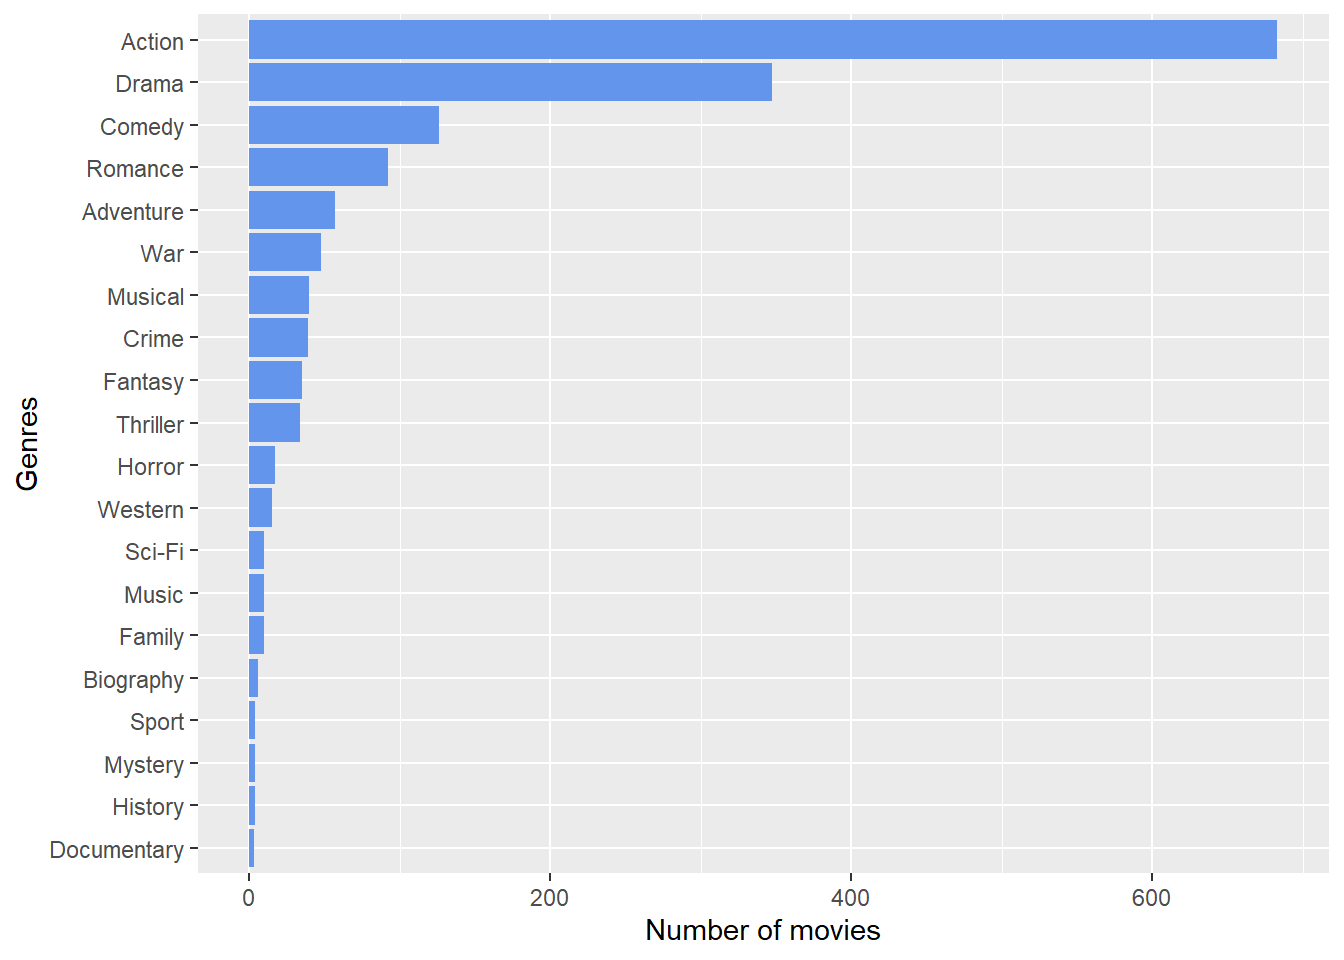 Action
Drama
Comedy
Romance
Adventure
War
Musical
Crime
Fantasy
Thriller
Horror
Western
Sci-Fi
Music
Family
Biography
Sport
Mystery
History
Documentary
Genres
0 200 400 600
Number of movies